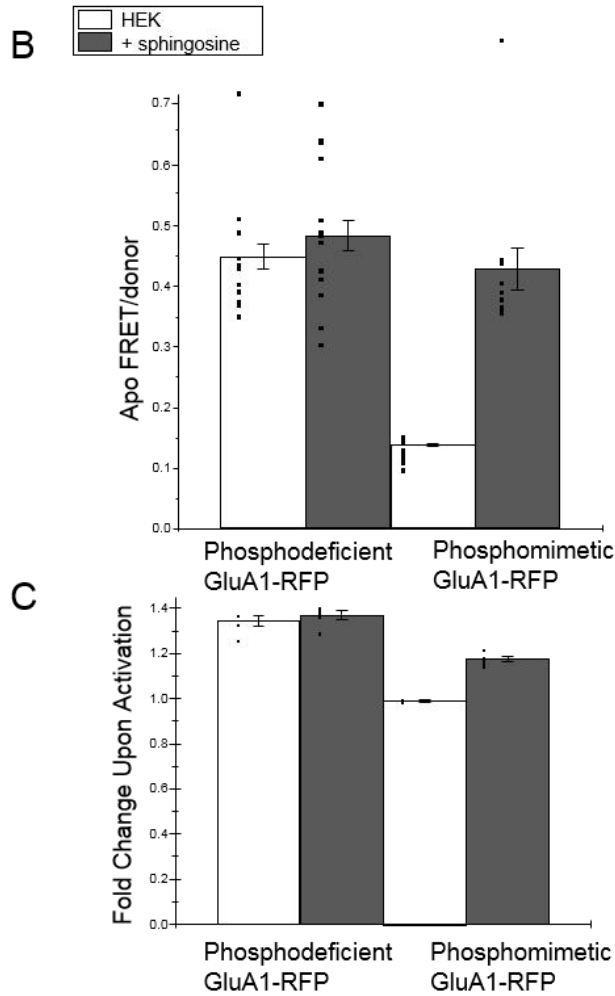 HEK
+ sphingosine
B
Apo FRET/donor
0.7
0.6
0.5
0.4
0.3
0.2
0.1
0.0
Phosphodeficient
GluA1-RFP
Phosphomimetic
GluA1-RFP
C
Fold Change Upon Activation
1.4
1.2
1.0
0.8
0.6
0.4
0.2
0.0
Phosphodeficient
GluA1-RFP
Phosphomimetic
GluA1-RFP